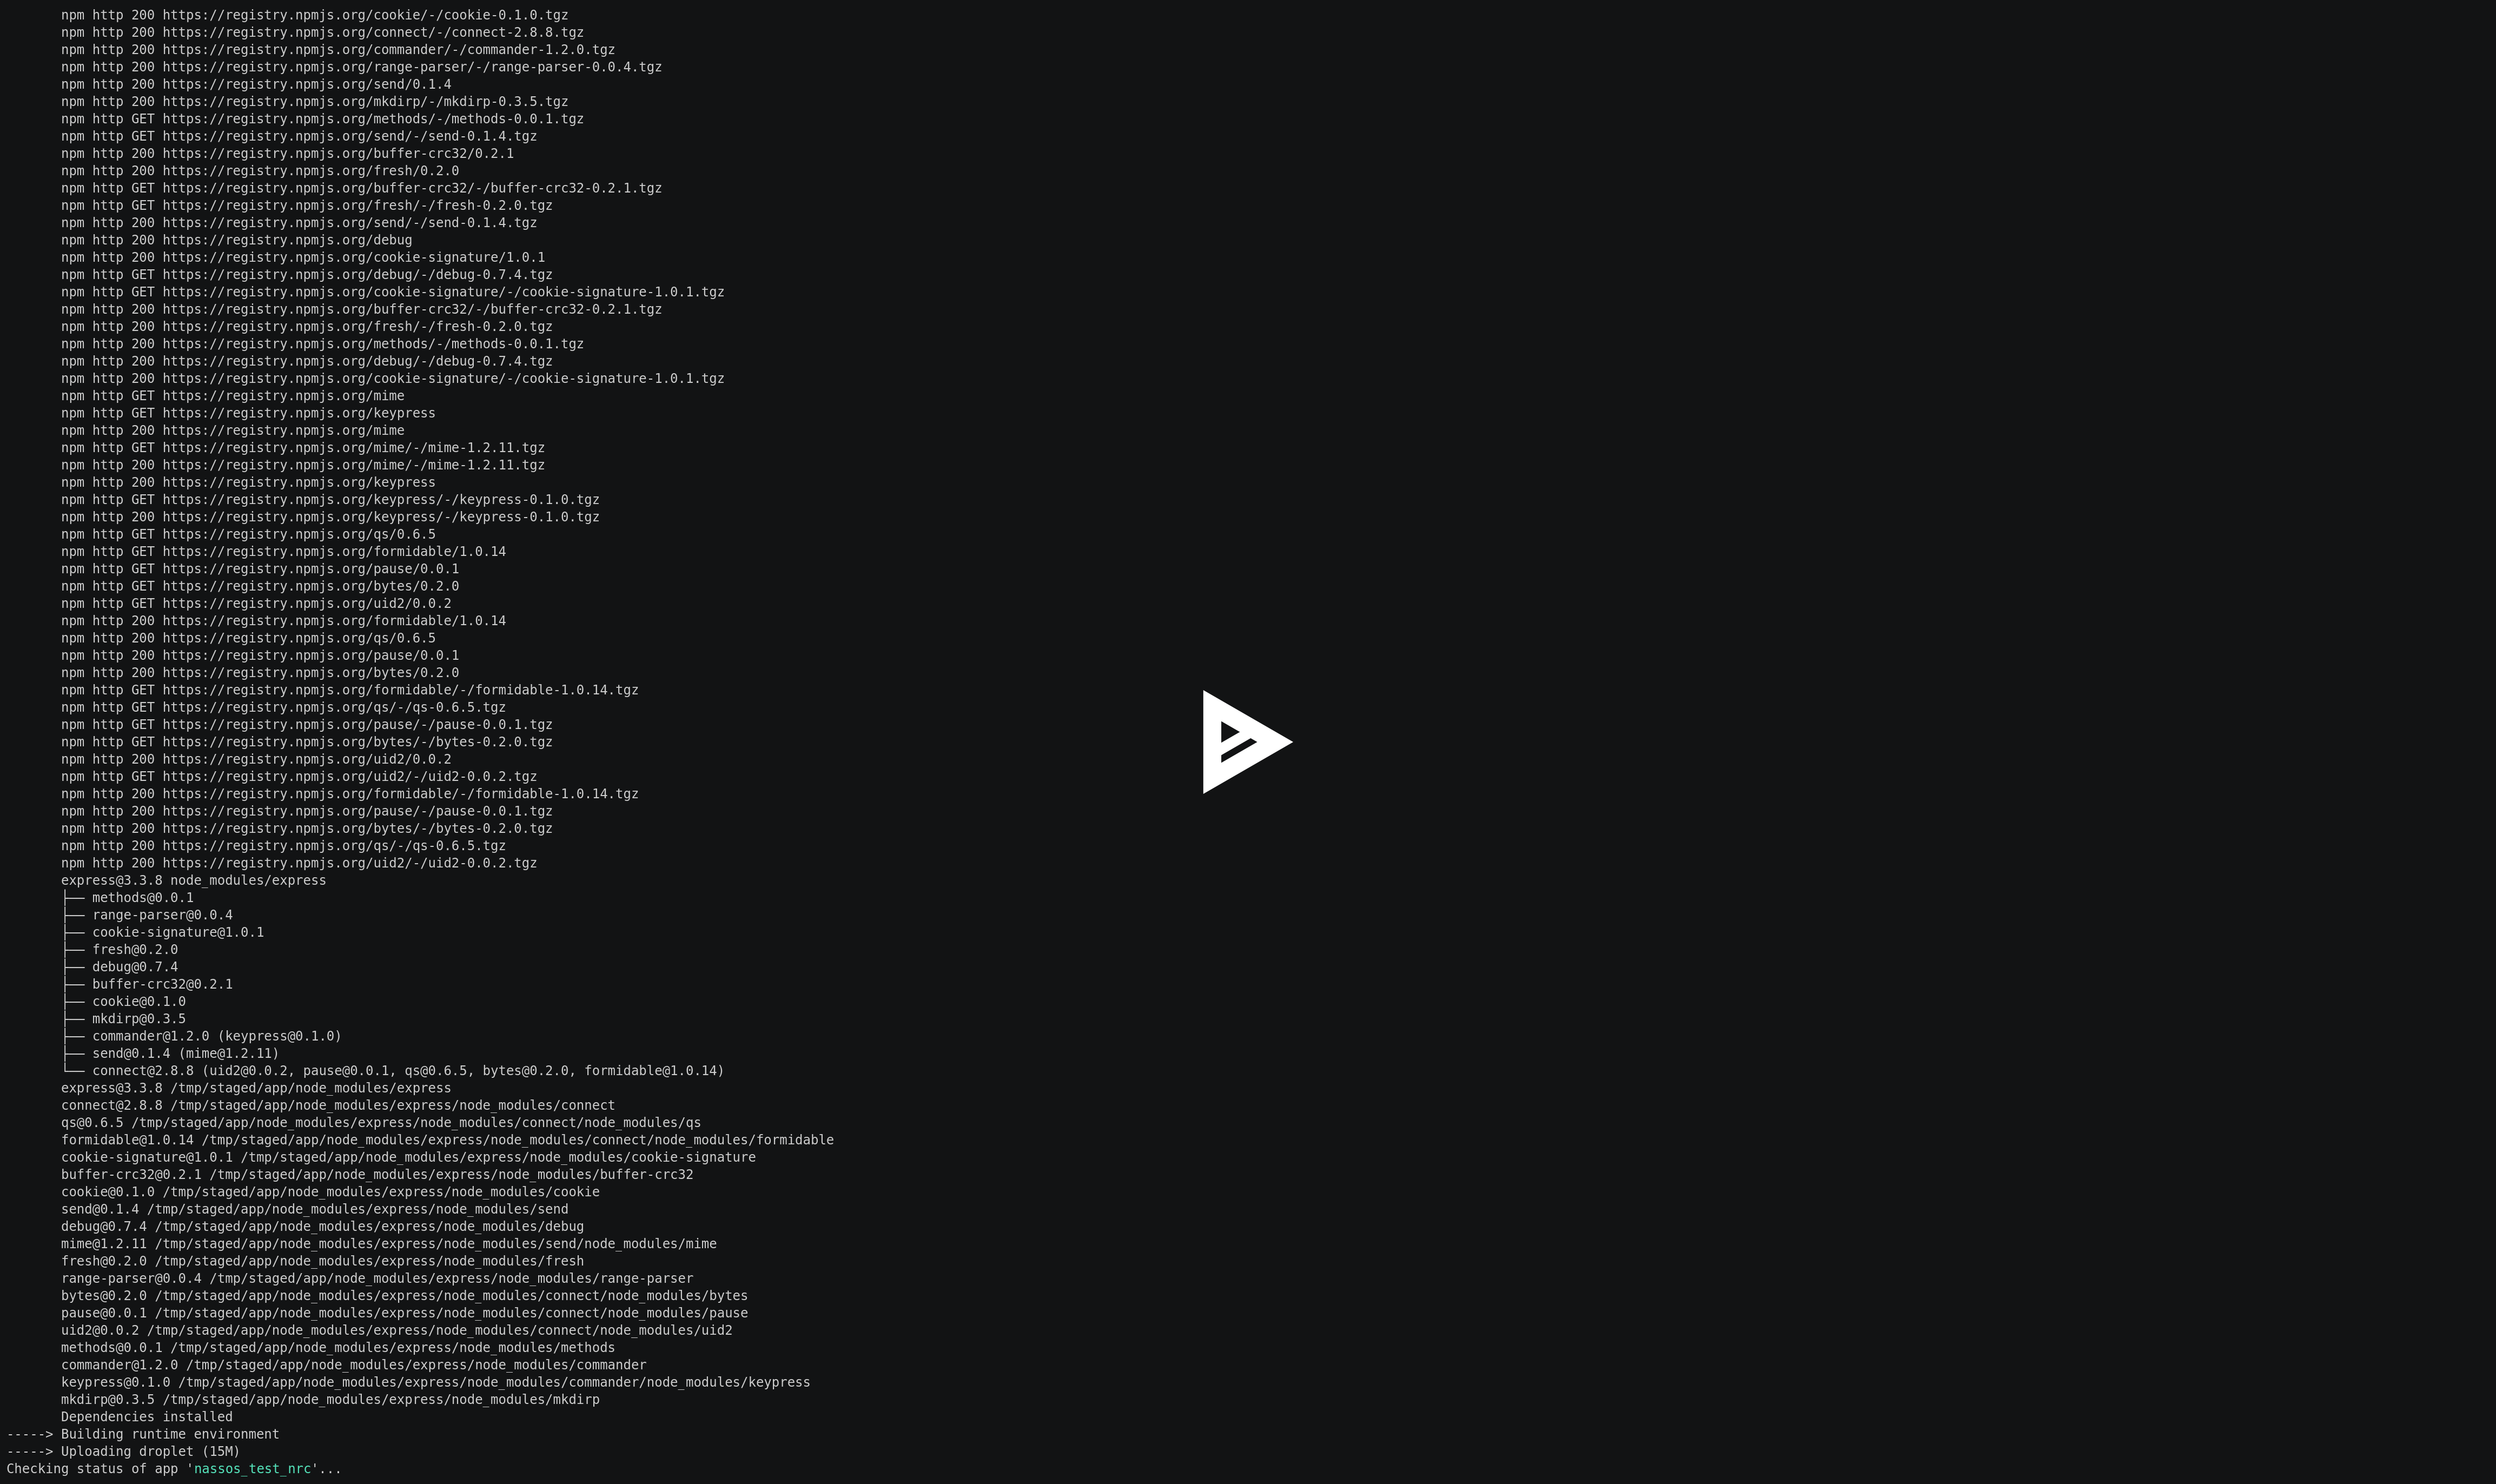 npm http 200 https://registry.npmjs.org/cookie/-/cookie-0.1.0.tgz
npm http 200 https://registry.npmjs.org/connect/-/connect-2.8.8.tgz
npm http 200 https://registry.npmjs.org/commander/-/commander-1.2.0.tgz
npm http 200 https://registry.npmjs.org/range-parser/-/range-parser-0.0.4.tgz
npm http 200 https://registry.npmjs.org/send/0.1.4
npm http 200 https://registry.npmjs.org/mkdirp/-/mkdirp-0.3.5.tgz
npm http GET https://registry.npmjs.org/methods/-/methods-0.0.1.tgz
npm http GET https://registry.npmjs.org/send/-/send-0.1.4.tgz
npm http 200 https://registry.npmjs.org/buffer-crc32/0.2.1
npm http 200 https://registry.npmjs.org/fresh/0.2.0
npm http GET https://registry.npmjs.org/buffer-crc32/-/buffer-crc32-0.2.1.tgz
npm http GET https://registry.npmjs.org/fresh/-/fresh-0.2.0.tgz
npm http 200 https://registry.npmjs.org/send/-/send-0.1.4.tgz
npm http 200 https://registry.npmjs.org/debug
npm http 200 https://registry.npmjs.org/cookie-signature/1.0.1
npm http GET https://registry.npmjs.org/debug/-/debug-0.7.4.tgz
npm http GET https://registry.npmjs.org/cookie-signature/-/cookie-signature-1.0.1.tgz
npm http 200 https://registry.npmjs.org/buffer-crc32/-/buffer-crc32-0.2.1.tgz
npm http 200 https://registry.npmjs.org/fresh/-/fresh-0.2.0.tgz
npm http 200 https://registry.npmjs.org/methods/-/methods-0.0.1.tgz
npm http 200 https://registry.npmjs.org/debug/-/debug-0.7.4.tgz
npm http 200 https://registry.npmjs.org/cookie-signature/-/cookie-signature-1.0.1.tgz
npm http GET https://registry.npmjs.org/mime
npm http GET https://registry.npmjs.org/keypress
npm http 200 https://registry.npmjs.org/mime
npm http GET https://registry.npmjs.org/mime/-/mime-1.2.11.tgz
npm http 200 https://registry.npmjs.org/mime/-/mime-1.2.11.tgz
npm http 200 https://registry.npmjs.org/keypress
npm http GET https://registry.npmjs.org/keypress/-/keypress-0.1.0.tgz
npm http 200 https://registry.npmjs.org/keypress/-/keypress-0.1.0.tgz
npm http GET https://registry.npmjs.org/qs/0.6.5
npm http GET https://registry.npmjs.org/formidable/1.0.14
npm http GET https://registry.npmjs.org/pause/0.0.1
npm http GET https://registry.npmjs.org/bytes/0.2.0
npm http GET https://registry.npmjs.org/uid2/0.0.2
npm http 200 https://registry.npmjs.org/formidable/1.0.14
npm http 200 https://registry.npmjs.org/qs/0.6.5
npm http 200 https://registry.npmjs.org/pause/0.0.1
npm http 200 https://registry.npmjs.org/bytes/0.2.0
npm http GET https://registry.npmjs.org/formidable/-/formidable-1.0.14.tgz
npm http GET https://registry.npmjs.org/qs/-/qs-0.6.5.tgz
npm http GET https://registry.npmjs.org/pause/-/pause-0.0.1.tgz
npm http GET https://registry.npmjs.org/bytes/-/bytes-0.2.0.tgz
npm http 200 https://registry.npmjs.org/uid2/0.0.2
npm http GET https://registry.npmjs.org/uid2/-/uid2-0.0.2.tgz
npm http 200 https://registry.npmjs.org/formidable/-/formidable-1.0.14.tgz
npm http 200 https://registry.npmjs.org/pause/-/pause-0.0.1.tgz
npm http 200 https://registry.npmjs.org/bytes/-/bytes-0.2.0.tgz
npm http 200 https://registry.npmjs.org/qs/-/qs-0.6.5.tgz
npm http 200 https://registry.npmjs.org/uid2/-/uid2-0.0.2.tgz
express@3.3.8 node_modules/express
├── methods@0.0.1
├── range-parser@0.0.4
├── cookie-signature@1.0.1
├── fresh@0.2.0
├── debug@0.7.4
├── buffer-crc32@0.2.1
├── cookie@0.1.0
├── mkdirp@0.3.5
├── commander@1.2.0 (keypress@0.1.0)
├── send@0.1.4 (mime@1.2.11)
└── connect@2.8.8 (uid2@0.0.2, pause@0.0.1, qs@0.6.5, bytes@0.2.0, formidable@1.0.14)
express@3.3.8 /tmp/staged/app/node_modules/express
connect@2.8.8 /tmp/staged/app/node_modules/express/node_modules/connect
qs@0.6.5 /tmp/staged/app/node_modules/express/node_modules/connect/node_modules/qs
formidable@1.0.14 /tmp/staged/app/node_modules/express/node_modules/connect/node_modules/formidable
cookie-signature@1.0.1 /tmp/staged/app/node_modules/express/node_modules/cookie-signature
buffer-crc32@0.2.1 /tmp/staged/app/node_modules/express/node_modules/buffer-crc32
cookie@0.1.0 /tmp/staged/app/node_modules/express/node_modules/cookie
send@0.1.4 /tmp/staged/app/node_modules/express/node_modules/send
debug@0.7.4 /tmp/staged/app/node_modules/express/node_modules/debug
mime@1.2.11 /tmp/staged/app/node_modules/express/node_modules/send/node_modules/mime
fresh@0.2.0 /tmp/staged/app/node_modules/express/node_modules/fresh
range-parser@0.0.4 /tmp/staged/app/node_modules/express/node_modules/range-parser
bytes@0.2.0 /tmp/staged/app/node_modules/express/node_modules/connect/node_modules/bytes
pause@0.0.1 /tmp/staged/app/node_modules/express/node_modules/connect/node_modules/pause
uid2@0.0.2 /tmp/staged/app/node_modules/express/node_modules/connect/node_modules/uid2
methods@0.0.1 /tmp/staged/app/node_modules/express/node_modules/methods
commander@1.2.0 /tmp/staged/app/node_modules/express/node_modules/commander
keypress@0.1.0 /tmp/staged/app/node_modules/express/node_modules/commander/node_modules/keypress
mkdirp@0.3.5 /tmp/staged/app/node_modules/express/node_modules/mkdirp
Dependencies installed
-----> Building runtime environment
-----> Uploading droplet (15M)
Checking status of app 'nassos_test_nrc'...